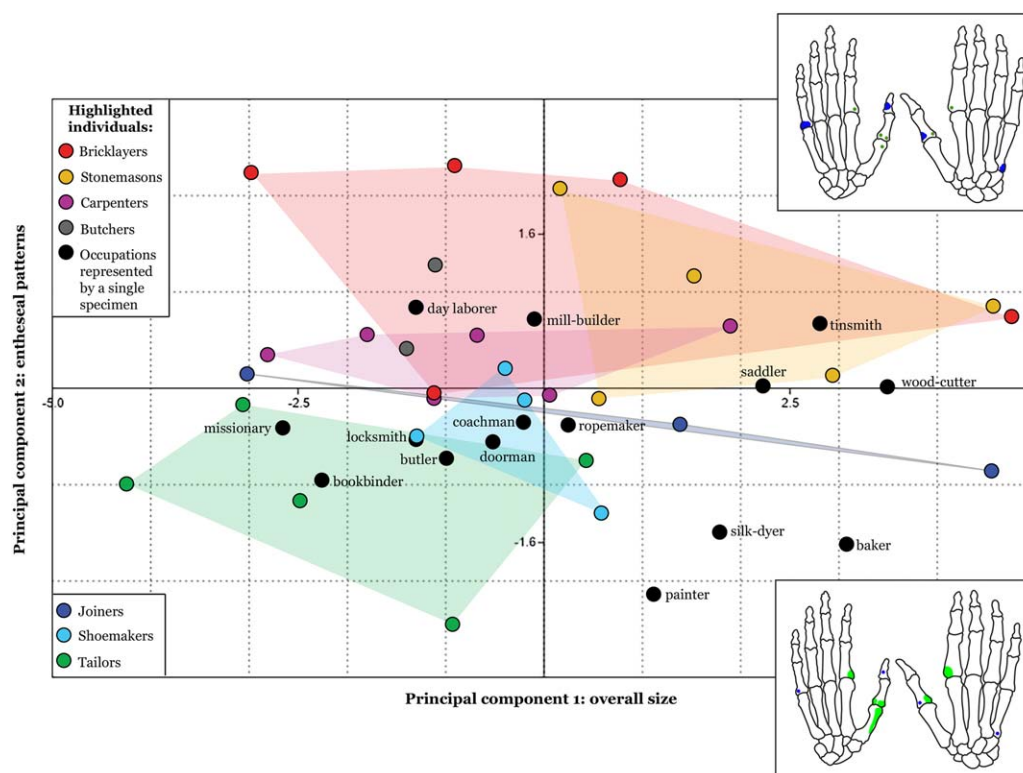 Highlighted
individuals:
Bricklayers
Stonemasons
Carpenters
Butchers
Occupations
represented
by a single
specimen
1.6
day laborer
mill-builder
tinsmith
saddler
wood-cutter
-5.0
-2.5
2.5
missionary
locksmith
coachman
ropemaker
butler
doorman
bookbinder
-1.6
silk-dyer
baker
painter
Joiners
Shoemakers
Tailors
Principal component 2: entheseal patterns
Principal component 1: overall size